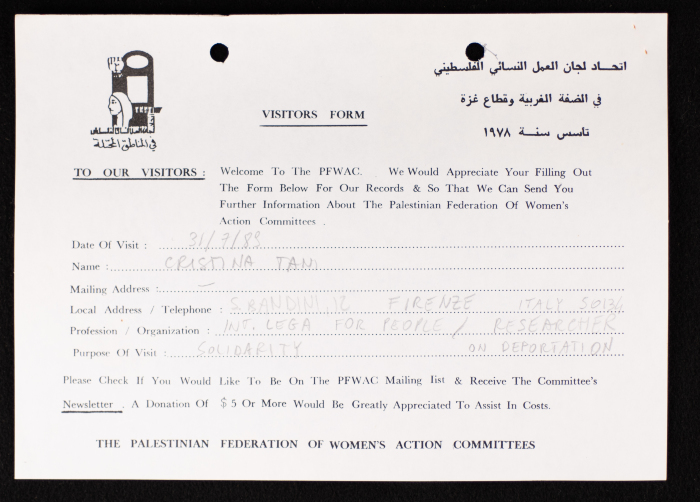 اتحاد لجان العمل النسائي الفلسطيني
في الضفة الغربية وقطاع غزة
تأسس سنة ١٩٧٨
في المناطق المحتلة
VISITORS FORM
TO OUR VISITORS : Welcome To The PFWAC. We Would Appreciate Your Filling Out
The Form Below For Our Records & So That We Can Send You
Further Information About The Palestinian Federation Of Women's
Action Committees .
Date Of Visit : 31/7/89
Name : CRISTINA TANI
Mailing Address : —
Local Address / Telephone : S. BANDINI, 12 FIRENZE ITALY
Profession / Organization : INT. LEGA FOR PEOPLE / RESEARCHER
Purpose Of Visit : SOLIDARITY ON DEPORTATION
Please Check If You Would Like To Be On The PFWAC Mailing list & Receive The Committee's
Newsletter . A Donation Of $ 5 Or More Would Be Greatly Appreciated To Assist In Costs.
THE PALESTINIAN FEDERATION OF WOMEN'S ACTION COMMITTEES